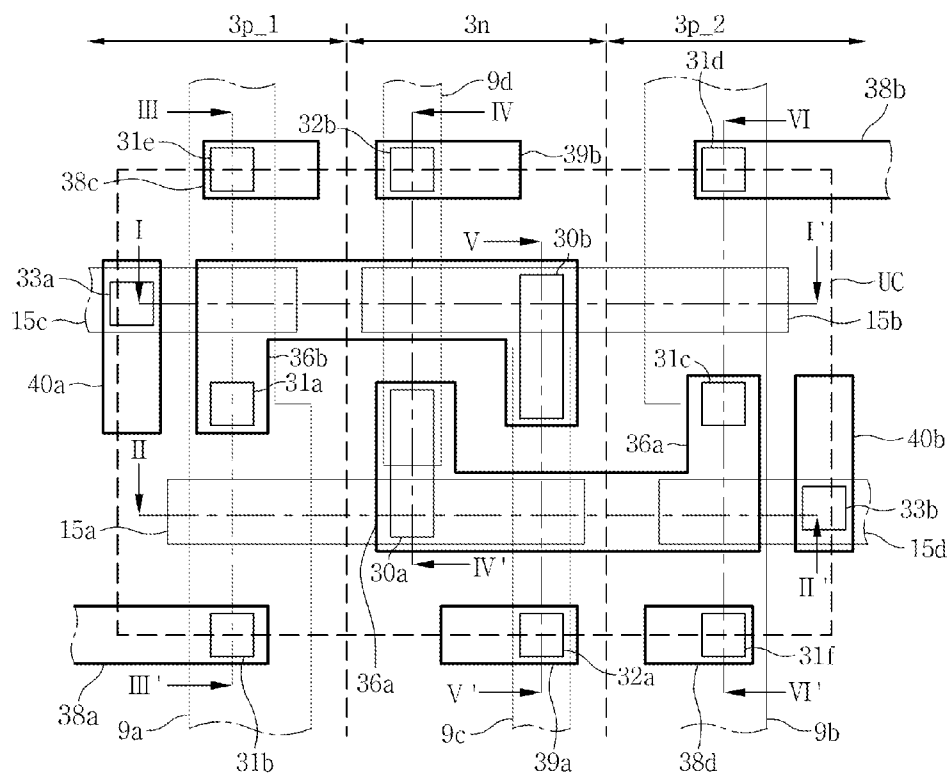 3p_1 3n 3p_2
9d 31d
III IV VI 38b
31e 32b 39b
38c
I V 30b I'
33a UC
15c 15b
36b 31c
40a 31a
II 36a 40b
15a 33b
30a IV' 15d
II'
31f
III' 36a V' 32a VI'
38a
9a 31b 9c 39a 38d 9b